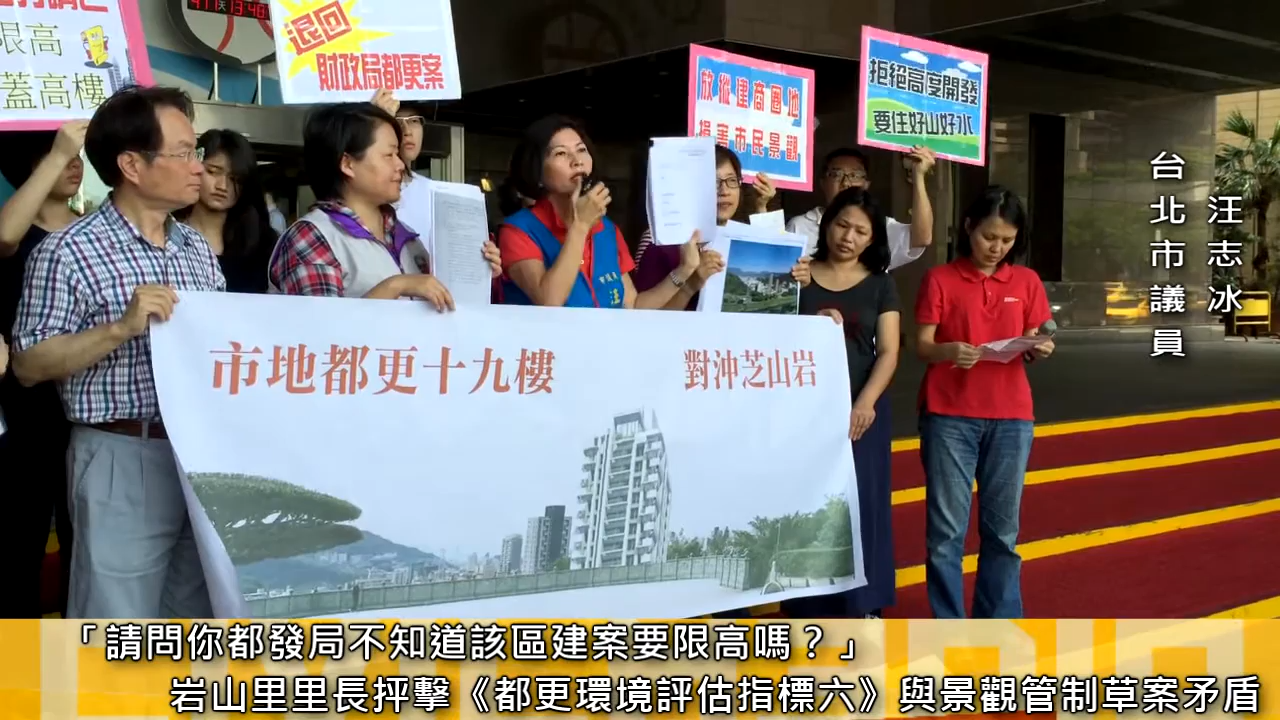 限高
蓋高樓
13:46
退回
財政局都更案
放縱建商圈地
損害市民景觀
拒絕高度開發
要住好山好水
台北市議員
汪志冰
市地都更十九樓
對沖芝山岩
「請問你都發局不知道該區建案要限高嗎？」
岩山里里長抨擊《都更環境評估指標六》與景觀管制草案矛盾